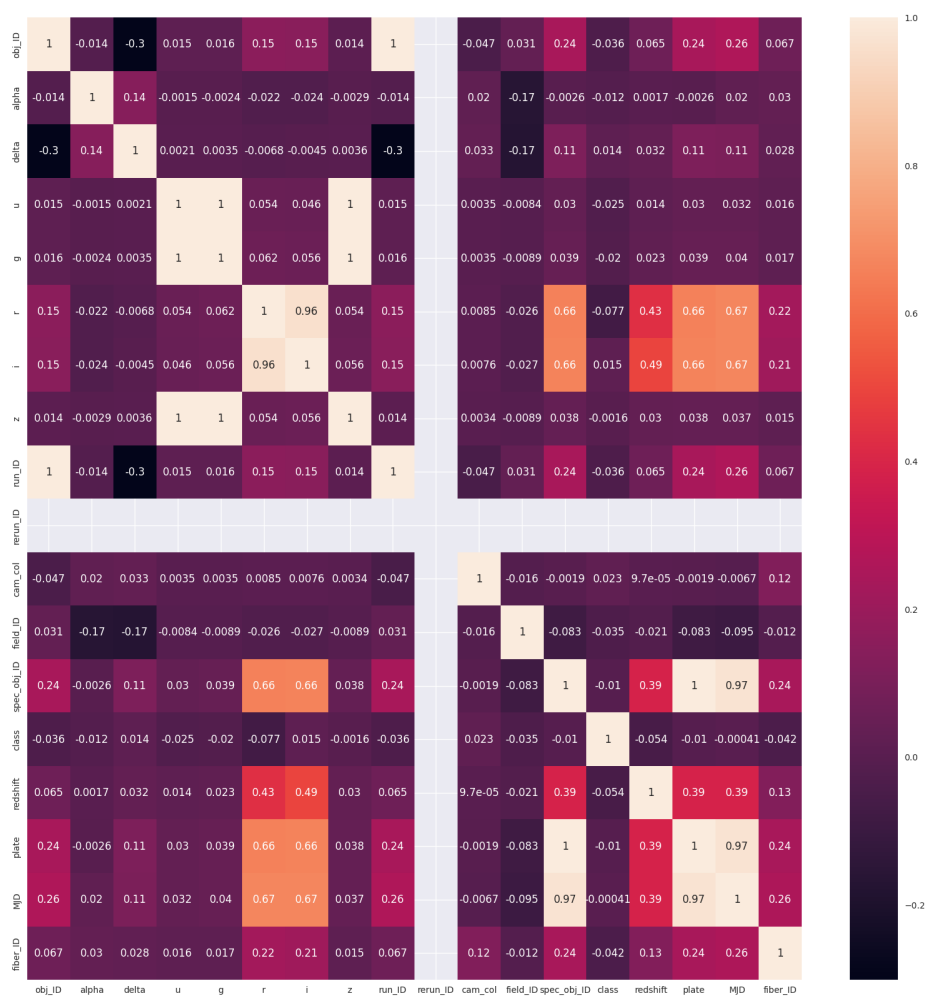 obj_ID 1 -0.014 -0.3 0.015 0.016 0.15 0.15 0.014 1 -0.047 0.031 0.24 -0.036 0.065 0.24 0.26 0.067 1.0
alpha -0.014 1 0.14 -0.0015 -0.0024 -0.022 -0.024 -0.0029 -0.014 0.02 -0.17 -0.0026 -0.012 0.0017 -0.0026 0.02 0.03
delta -0.3 0.14 1 0.0021 0.0035 -0.0068 -0.0045 0.0036 -0.3 0.033 -0.17 0.11 0.014 0.032 0.11 0.11 0.028 0.8
u 0.015 -0.0015 0.0021 1 1 0.054 0.046 1 0.015 0.0035 -0.0084 0.03 -0.025 0.014 0.03 0.032 0.016
g 0.016 -0.0024 0.0035 1 1 0.062 0.056 1 0.016 0.0035 -0.0089 0.039 -0.02 0.023 0.039 0.04 0.017
r 0.15 -0.022 -0.0068 0.054 0.062 1 0.96 0.054 0.15 0.0085 -0.026 0.66 -0.077 0.43 0.66 0.67 0.22 0.6
i 0.15 -0.024 -0.0045 0.046 0.056 0.96 1 0.056 0.15 0.0076 -0.027 0.66 0.015 0.49 0.66 0.67 0.21
z 0.014 -0.0029 0.0036 1 1 0.054 0.056 1 0.014 0.0034 -0.0089 0.038 -0.0016 0.03 0.038 0.037 0.015
run_ID 1 -0.014 -0.3 0.015 0.016 0.15 0.15 0.014 1 -0.047 0.031 0.24 -0.036 0.065 0.24 0.26 0.067 0.4
rerun_ID
cam_col -0.047 0.02 0.033 0.0035 0.0035 0.0085 0.0076 0.0034 -0.047 1 -0.016 -0.0019 0.023 9.7e-05 -0.0019 -0.0067 0.12
field_ID 0.031 -0.17 -0.17 -0.0084 -0.0089 -0.026 -0.027 -0.0089 0.031 -0.016 1 -0.083 -0.035 -0.021 -0.083 -0.095 -0.012 0.2
spec_obj_ID 0.24 -0.0026 0.11 0.03 0.039 0.66 0.66 0.038 0.24 -0.0019 -0.083 1 -0.01 0.39 1 0.97 0.24
class -0.036 -0.012 0.014 -0.025 -0.02 -0.077 0.015 -0.0016 -0.036 0.023 -0.035 -0.01 1 -0.054 -0.01 -0.00041 -0.042 0.0
redshift 0.065 0.0017 0.032 0.014 0.023 0.43 0.49 0.03 0.065 9.7e-05 -0.021 0.39 -0.054 1 0.39 0.39 0.13
plate 0.24 -0.0026 0.11 0.03 0.039 0.66 0.66 0.038 0.24 -0.0019 -0.083 1 -0.01 0.39 1 0.97 0.24
MJD 0.26 0.02 0.11 0.032 0.04 0.67 0.67 0.037 0.26 -0.0067 -0.095 0.97 -0.00041 0.39 0.97 1 0.26 −0.2
fiber_ID 0.067 0.03 0.028 0.016 0.017 0.22 0.21 0.015 0.067 0.12 -0.012 0.24 -0.042 0.13 0.24 0.26 1
obj_ID alpha delta u g r i z run_ID rerun_ID cam_col field_ID spec_obj_ID class redshift plate MJD fiber_ID